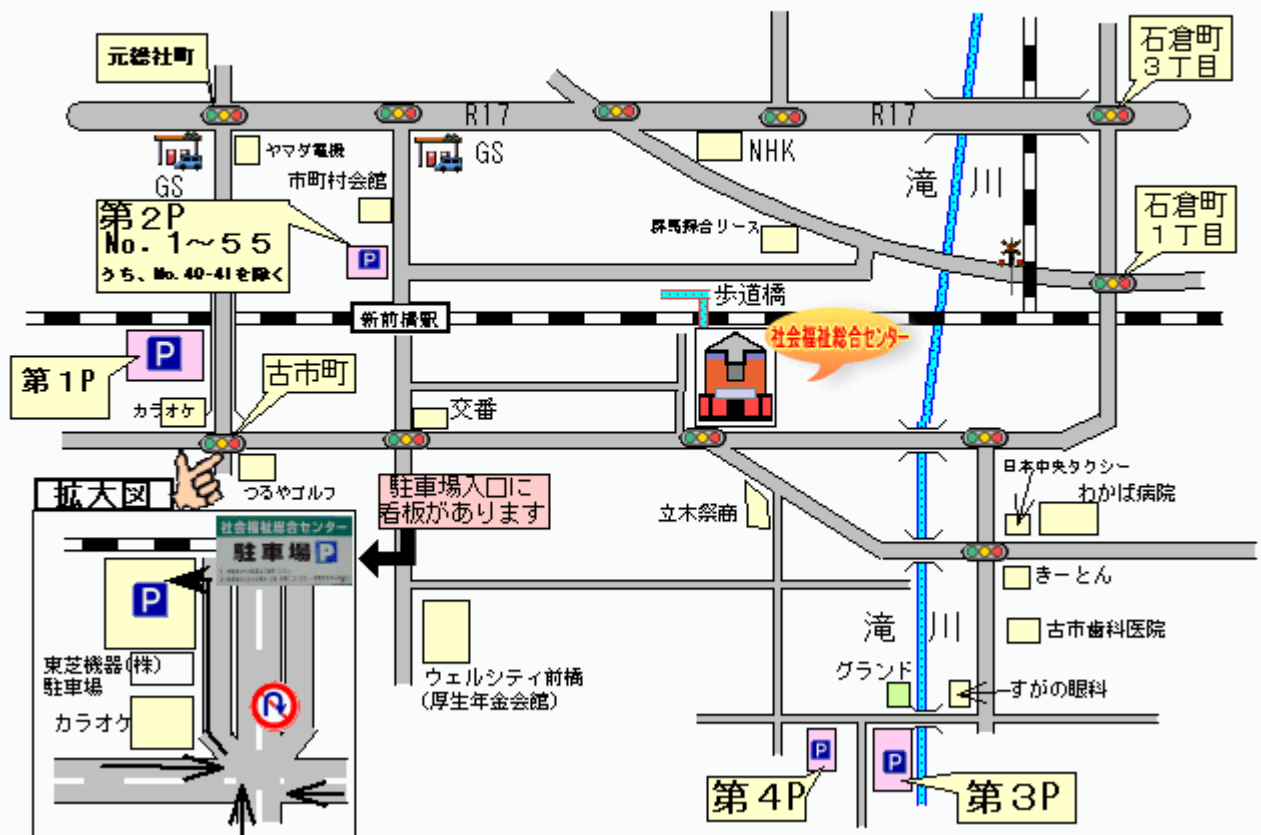 元総社町
石倉町
3丁目
R17
R17
ヤマダ電機
GS
NHK
GS
市町村会館
滝川
第2P
No. 1～55
うち、No. 40-41を除く
群馬綜合リース
石倉町
1丁目
歩道橋
新前橋駅
社会福祉総合センター
第1P
古市町
カラオケ
交番
つるやゴルフ
拡大図
駐車場入口に
看板があります
立木祭商
日本中央タクシー
わかば病院
社会福祉総合センター
駐車場P
P
きーとん
滝川
古市歯科医院
東芝機器(株)
駐車場
ウェルシティ前橋
(厚生年金会館)
グランド
すがの眼科
カラオケ
第4P
第3P
P
P
P
P